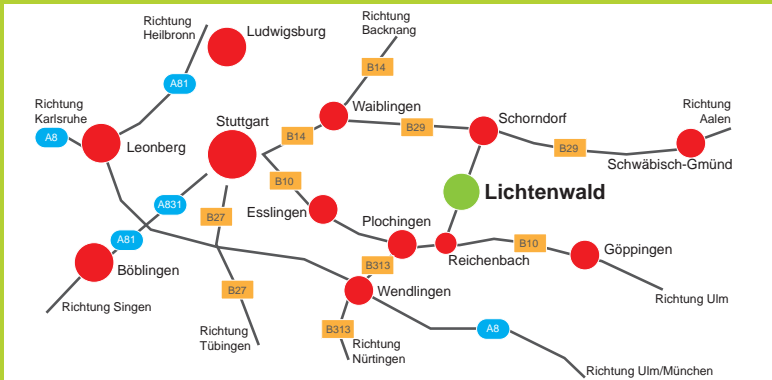 Richtung
Heilbronn
Ludwigsburg
Richtung
Backnang
B14
A81
Richtung
Karlsruhe
A8
Leonberg
Stuttgart
B14
Waiblingen
B29
Schorndorf
B29
Richtung
Aalen
Schwäbisch-Gmünd
B10
Lichtenwald
A831
Esslingen
B27
Plochingen
A81
Böblingen
Reichenbach
B10
Göppingen
B313
Wendlingen
B27
Richtung Singen
Richtung Ulm
Richtung
Tübingen
B313
Richtung
Nürtingen
A8
Richtung Ulm/München